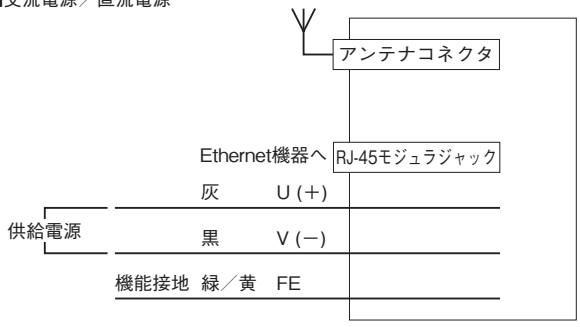 交流電源／直流電源
アンテナコネクタ
Ethernet機器へ RJ-45モジュラジャック
灰 U (＋)
供給電源
黒 V (－)
機能接地 緑／黄 FE